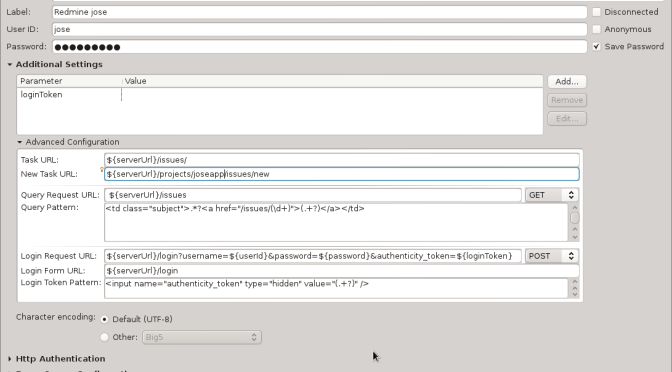 Label: Redmine jose Disconnected
User ID: jose Anonymous
Password: ●●●●●●●●● Save Password
Additional Settings
Parameter Value Add...
loginToken Remove
Edit...
Advanced Configuration
Task URL: ${serverUrl}/issues/
New Task URL: ${serverUrl}/projects/joseapp/issues/new
Query Request URL: ${serverUrl}/issues GET
Query Pattern: <td class="subject">.*?<a href="/issues/(\d+)">(.+?)</a></td>
Login Request URL: ${serverUrl}/login?username=${userId}&password=${password}&authenticity_token=${loginToken} POST
Login Form URL: ${serverUrl}/login
Login Token Pattern: <input name="authenticity_token" type="hidden" value="(.+?)" />
Character encoding: Default (UTF-8)
Other: Big5
Http Authentication